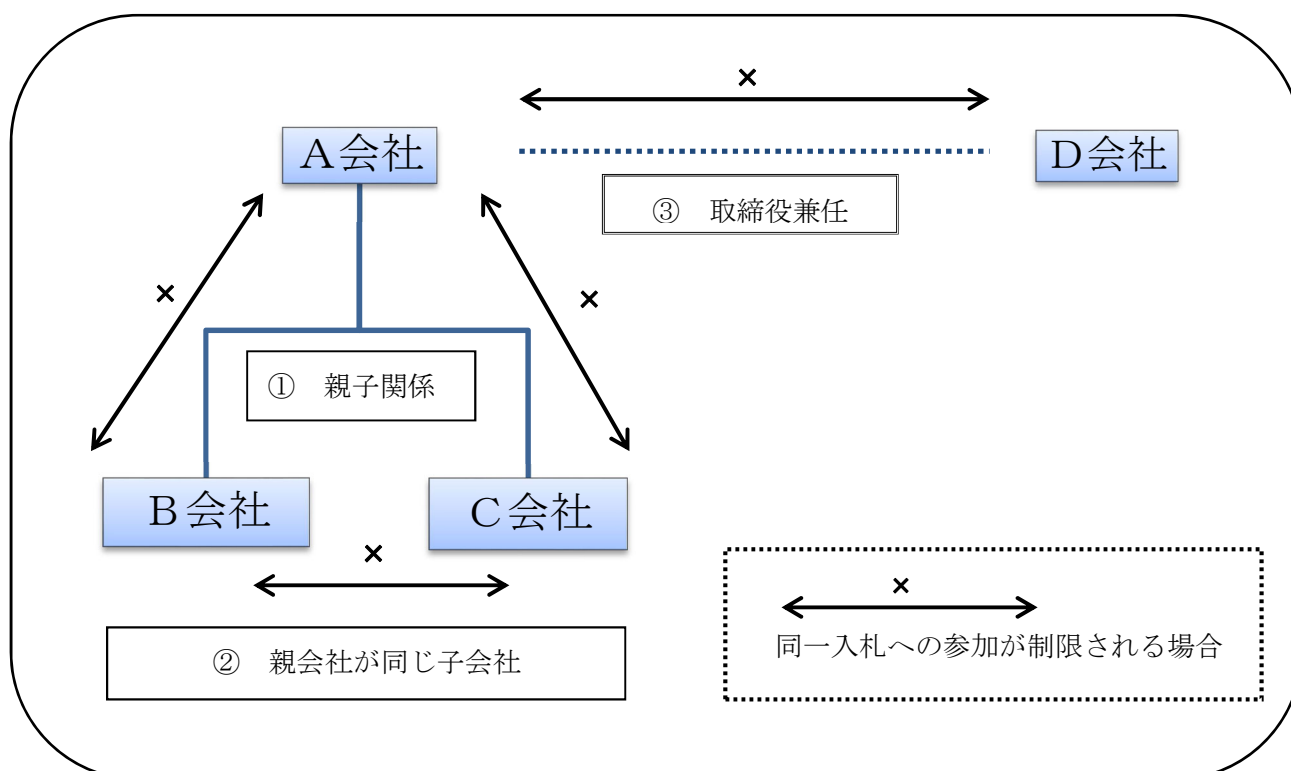 ×
A会社
D会社
③　取締役兼任
×
×
①　親子関係
B会社
C会社
×
②　親会社が同じ子会社
×
同一入札への参加が制限される場合